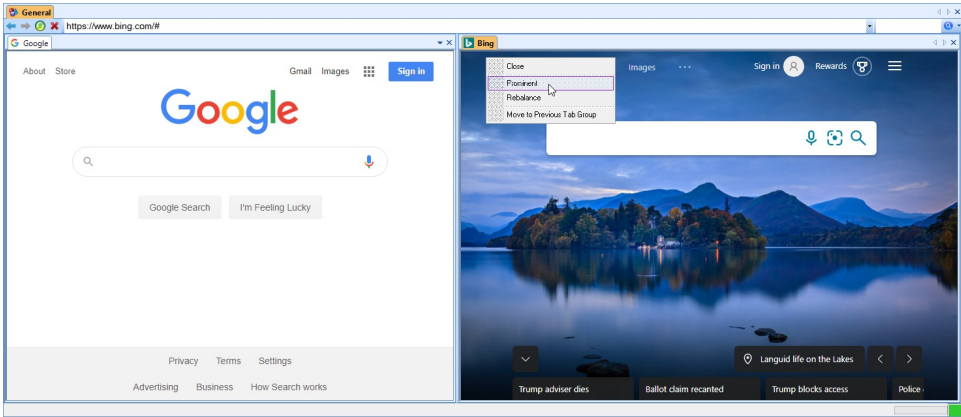 General
https://www.bing.com/#
Google
Bing
About Store Gmail Images Sign in
Google
Google Search I'm Feeling Lucky
Privacy Terms Settings
Advertising Business How Search works
Close
Prominent
Rebalance
Move to Previous Tab Group
Images ... Sign in Rewards
Languid life on the Lakes
Trump adviser dies Ballot claim recanted Trump blocks access Police